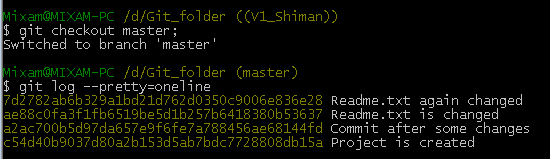 Mixam@MIXAM-PC /d/Git_folder ((V1_Shiman))
$ git checkout master;
Switched to branch 'master'
Mixam@MIXAM-PC /d/Git_folder (master)
$ git log --pretty=oneline
7d2782ab6b329a1bd21d762d0350c9006e836e28 Readme.txt again changed
ae88c0fa3f1fb6519be5d1b257b6418380b53637 Readme.txt is changed
a2ac700b5d97da657e9f6fe7a788456ae68144fd Commit after some changes
c54d40b9037d80a2b153d5ab7bdc7728808db15a Project is created